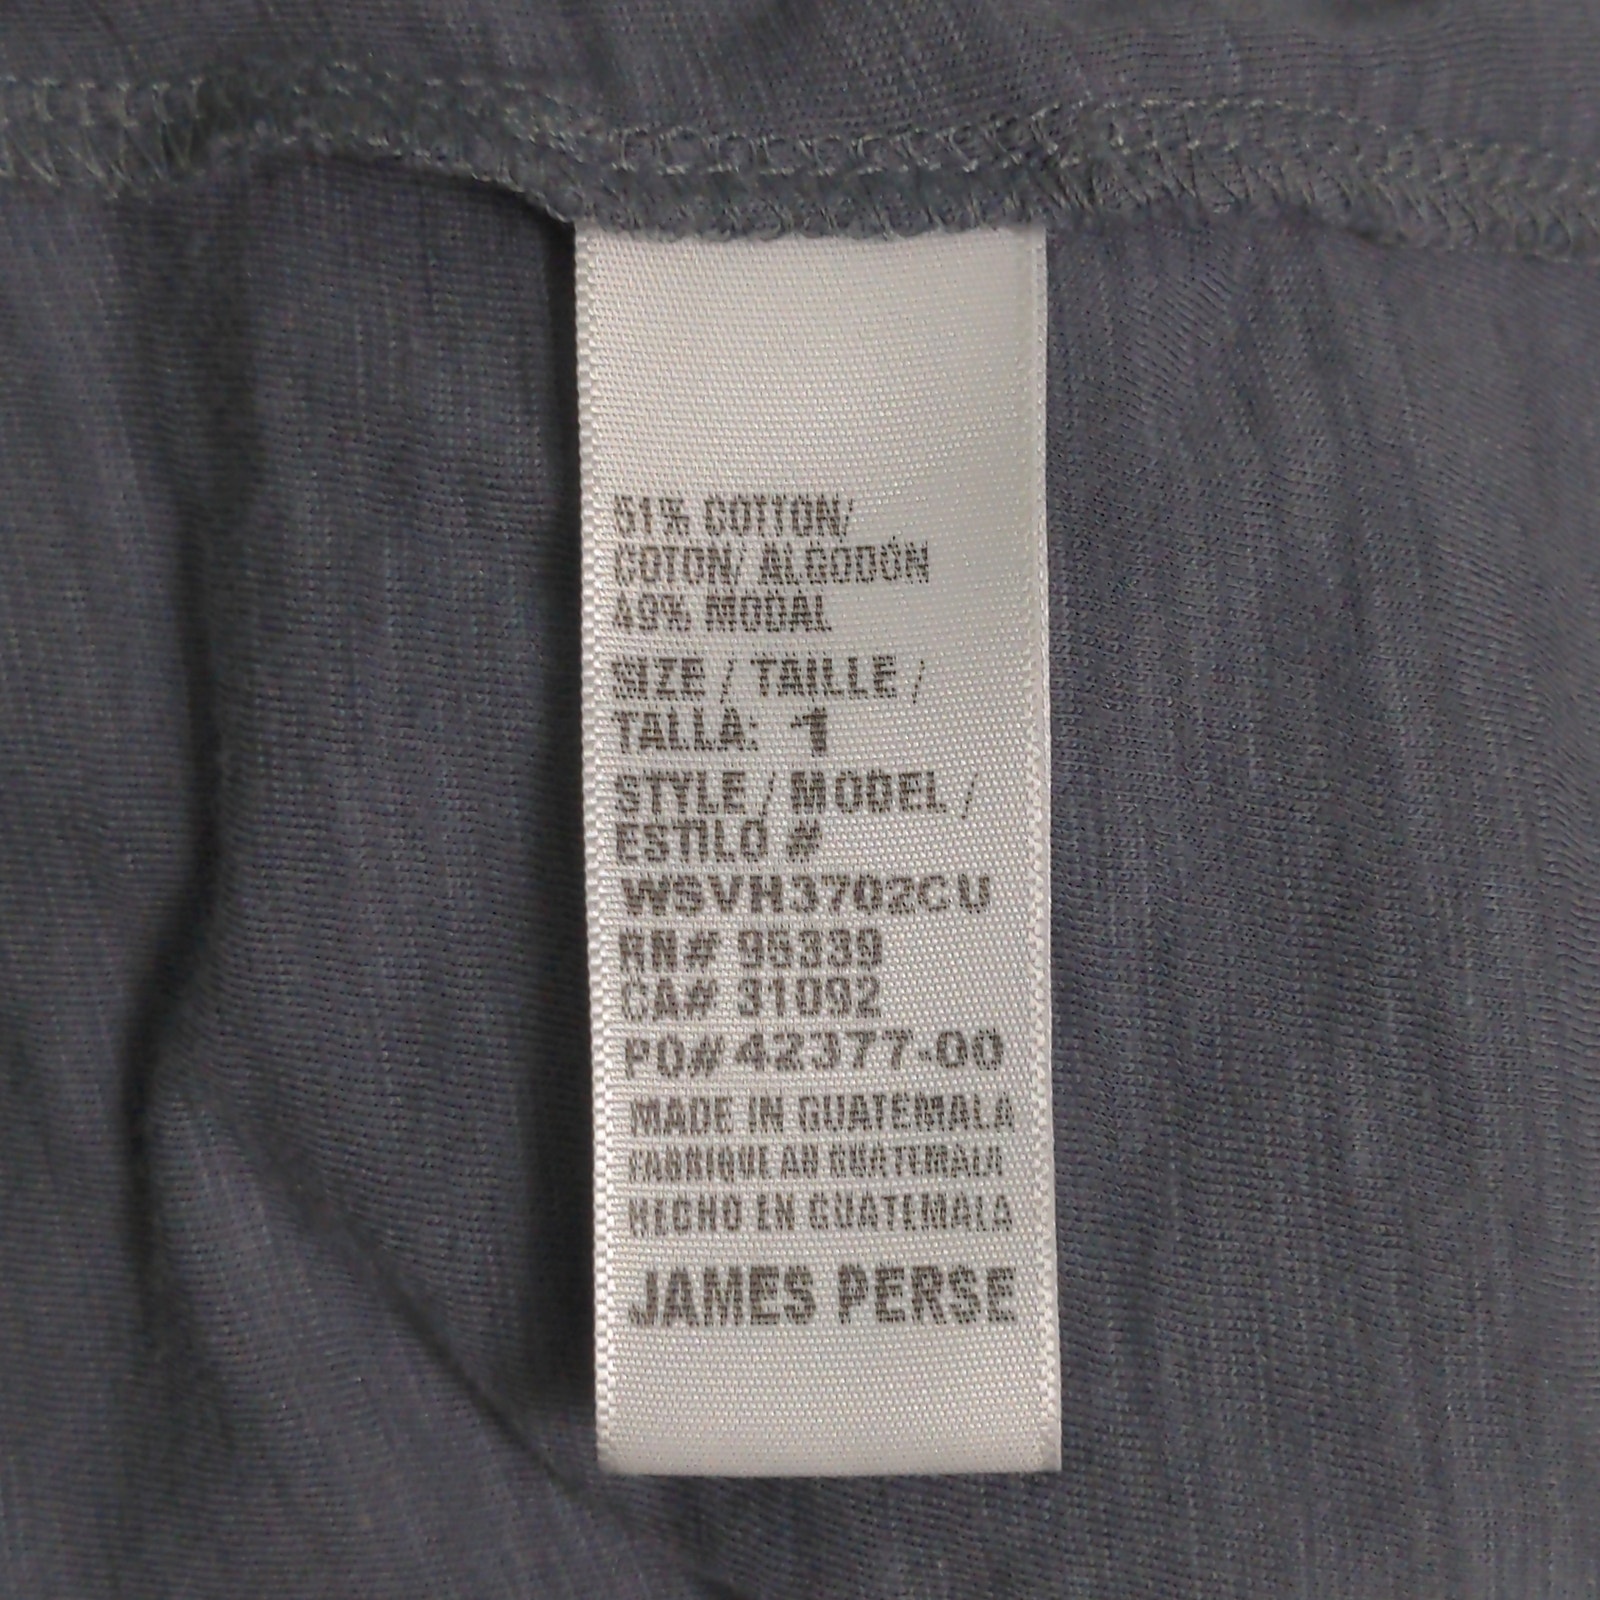 51% COTTON/
COTON/ ALGODÓN
49% MODAL
SIZE / TAILLE /
TALLA: 1
STYLE / MODEL /
ESTILO #
WSVH3702CU
RN# 95339
CA# 31092
PO# 42377-00
MADE IN GUATEMALA
FABRIQUE AU GUATEMALA
HECHO EN GUATEMALA
JAMES PERSE